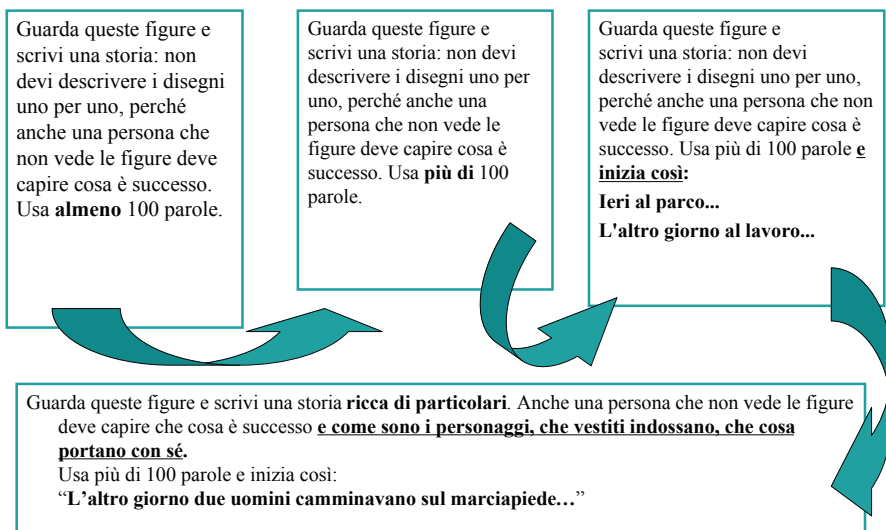 Guarda queste figure e
scrivi una storia: non
devi descrivere i disegni
uno per uno, perché
anche una persona che
non vede le figure deve
capire cosa è successo.
Usa almeno 100 parole.
Guarda queste figure e
scrivi una storia: non devi
descrivere i disegni uno per
uno, perché anche una
persona che non vede le
figure deve capire cosa è
successo. Usa più di 100
parole.
Guarda queste figure e
scrivi una storia: non devi
descrivere i disegni uno per uno,
perché anche una persona che non
vede le figure deve capire cosa è
successo. Usa più di 100 parole e
inizia così:
Ieri al parco...
L'altro giorno al lavoro...
Guarda queste figure e scrivi una storia ricca di particolari. Anche una persona che non vede le figure
deve capire che cosa è successo e come sono i personaggi, che vestiti indossano, che cosa
portano con sé.
Usa più di 100 parole e inizia così:
“L’altro giorno due uomini camminavano sul marciapiede…”